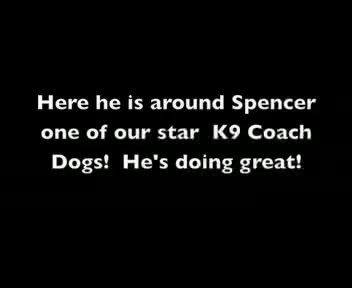 Here he is around Spencer
one of our star  K9 Coach
Dogs!  He's doing great!